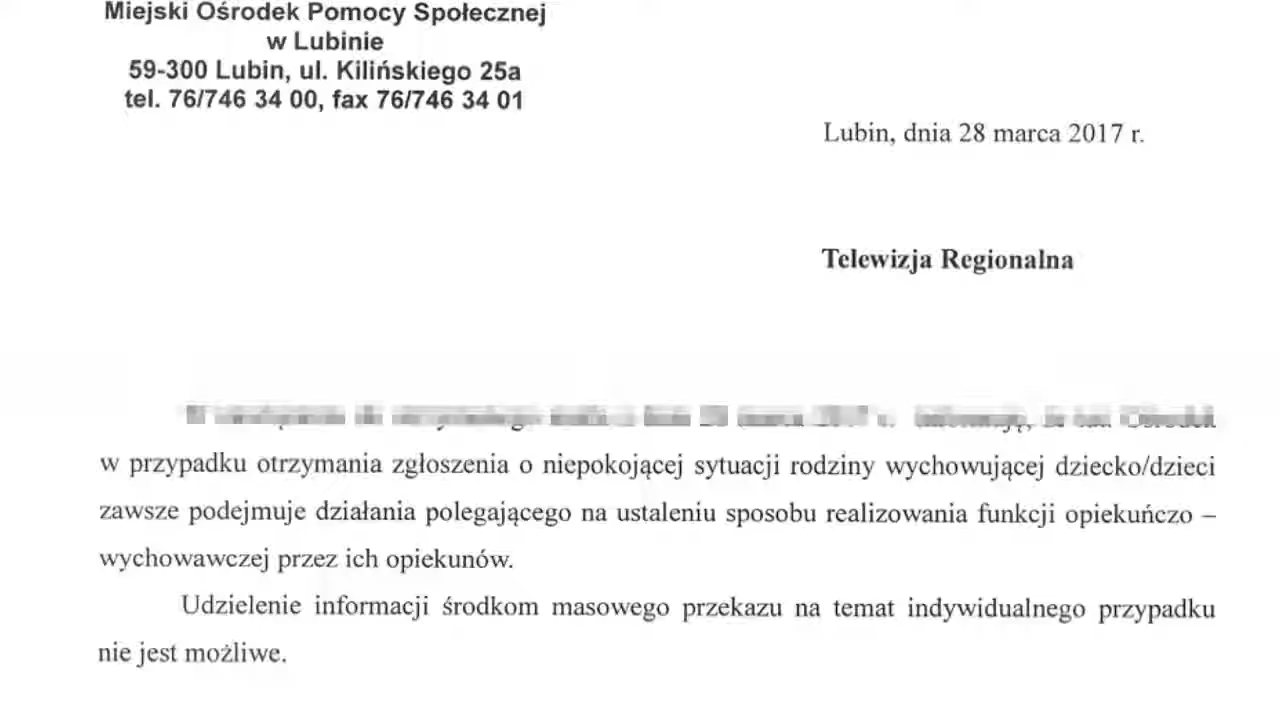 Miejski Ośrodek Pomocy Społecznej
w Lubinie
59-300 Lubin, ul. Kilińskiego 25a
tel. 76/746 34 00, fax 76/746 34 01
Lubin, dnia 28 marca 2017 r.
Telewizja Regionalna
w przypadku otrzymania zgłoszenia o niepokojącej sytuacji rodziny wychowującej dziecko/dzieci
zawsze podejmuje działania polegającego na ustaleniu sposobu realizowania funkcji opiekuńczo –
wychowawczej przez ich opiekunów.
Udzielenie informacji środkom masowego przekazu na temat indywidualnego przypadku
nie jest możliwe.